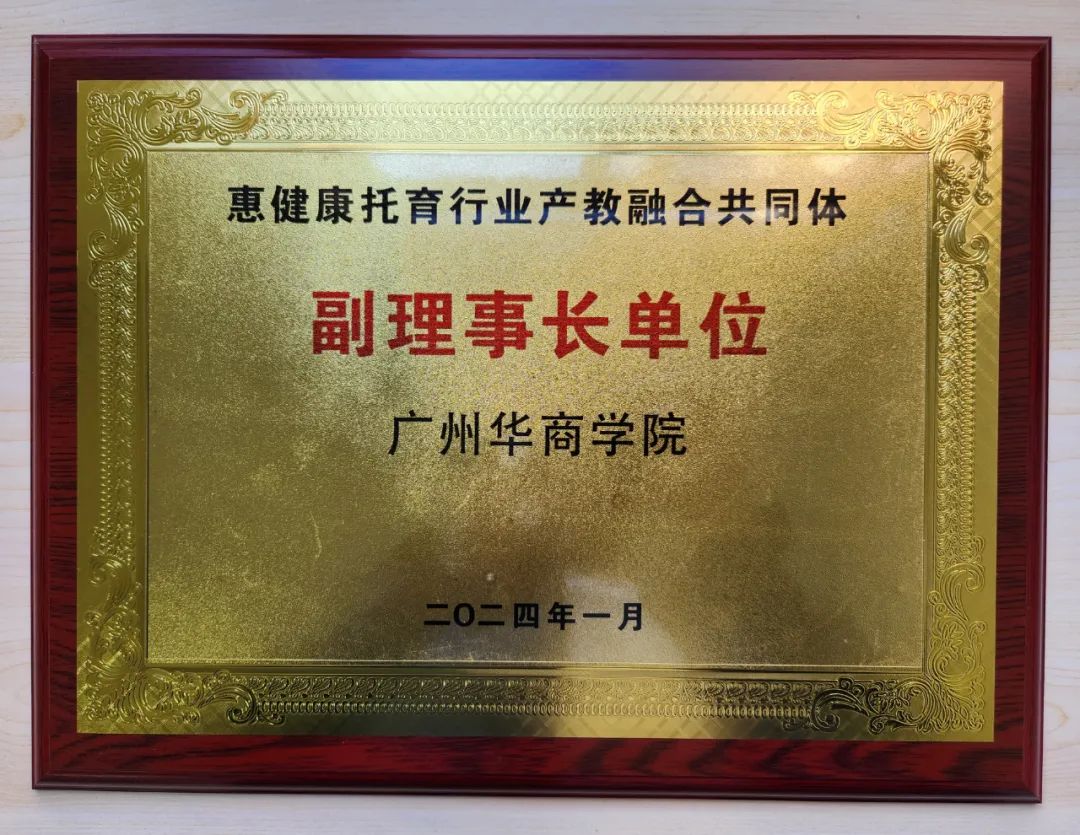 惠健康托育行业产教融合共同体
副理事长单位
广州华商学院
二〇二四年一月